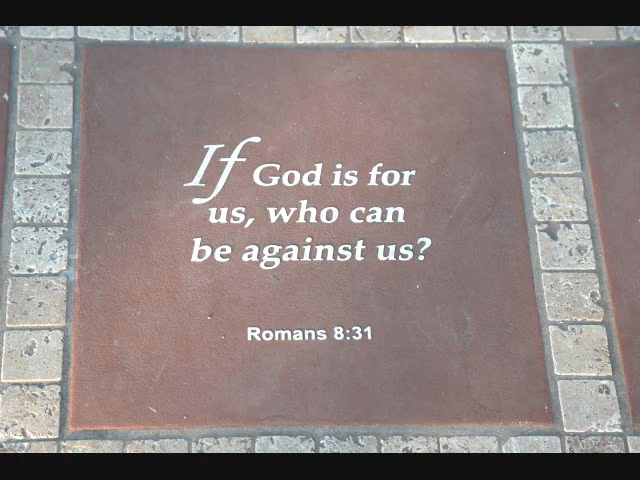 If God is for
us, who can
be against us?
Romans 8:31